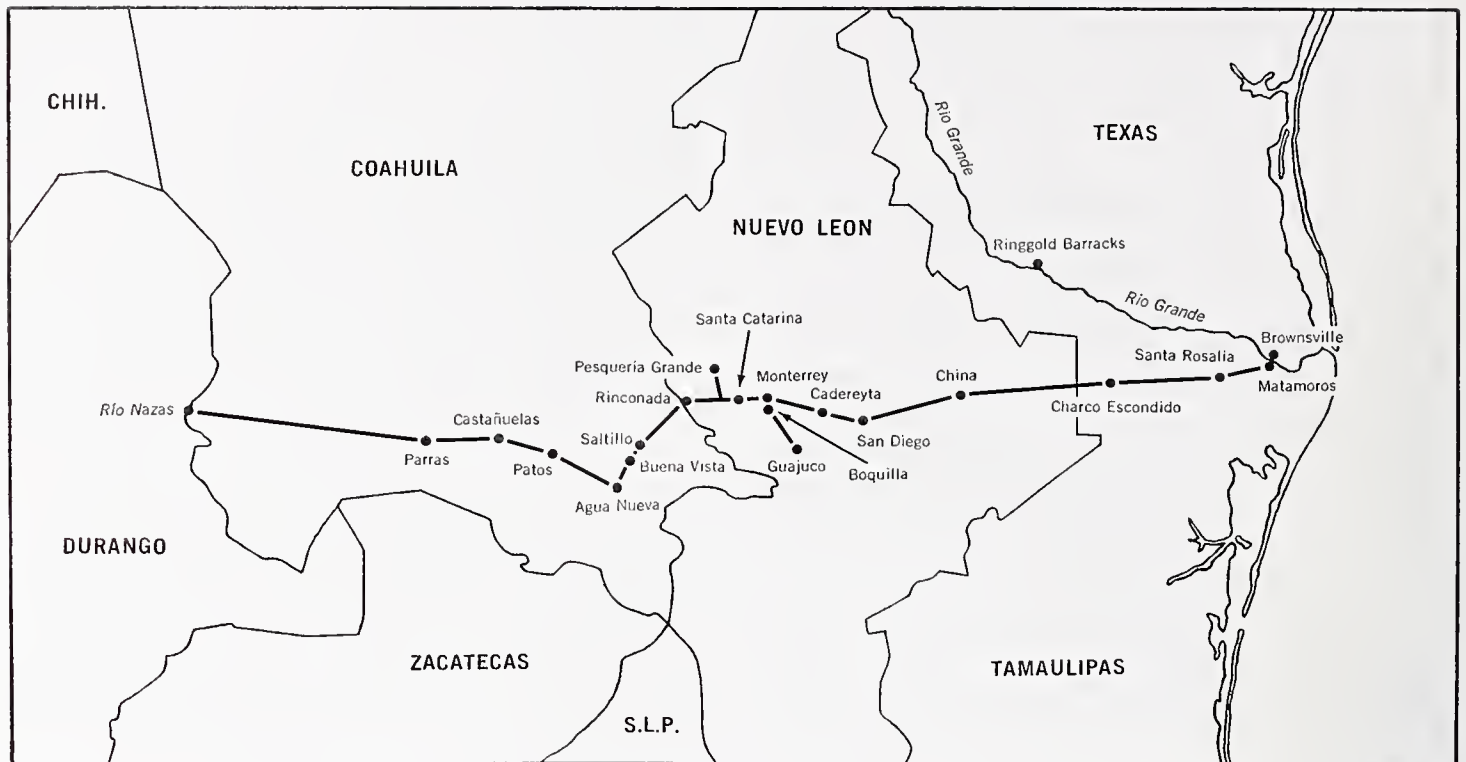 CHIH.
COAHUILA
TEXAS
NUEVO LEON
Rio Grande
Ringgold Barracks
Rio Grande
Santa Catarina
Brownsville
Pesquería Grande
Monterrey
Santa Rosalia
China
Rinconada
Cadereyta
Matamoros
Charco Escondido
Río Nazas
Castañuelas
Saltillo
San Diego
Parras
Patos
Buena Vista
Guajuco
Boquilla
Agua Nueva
DURANGO
ZACATECAS
TAMAULIPAS
S.L.P.